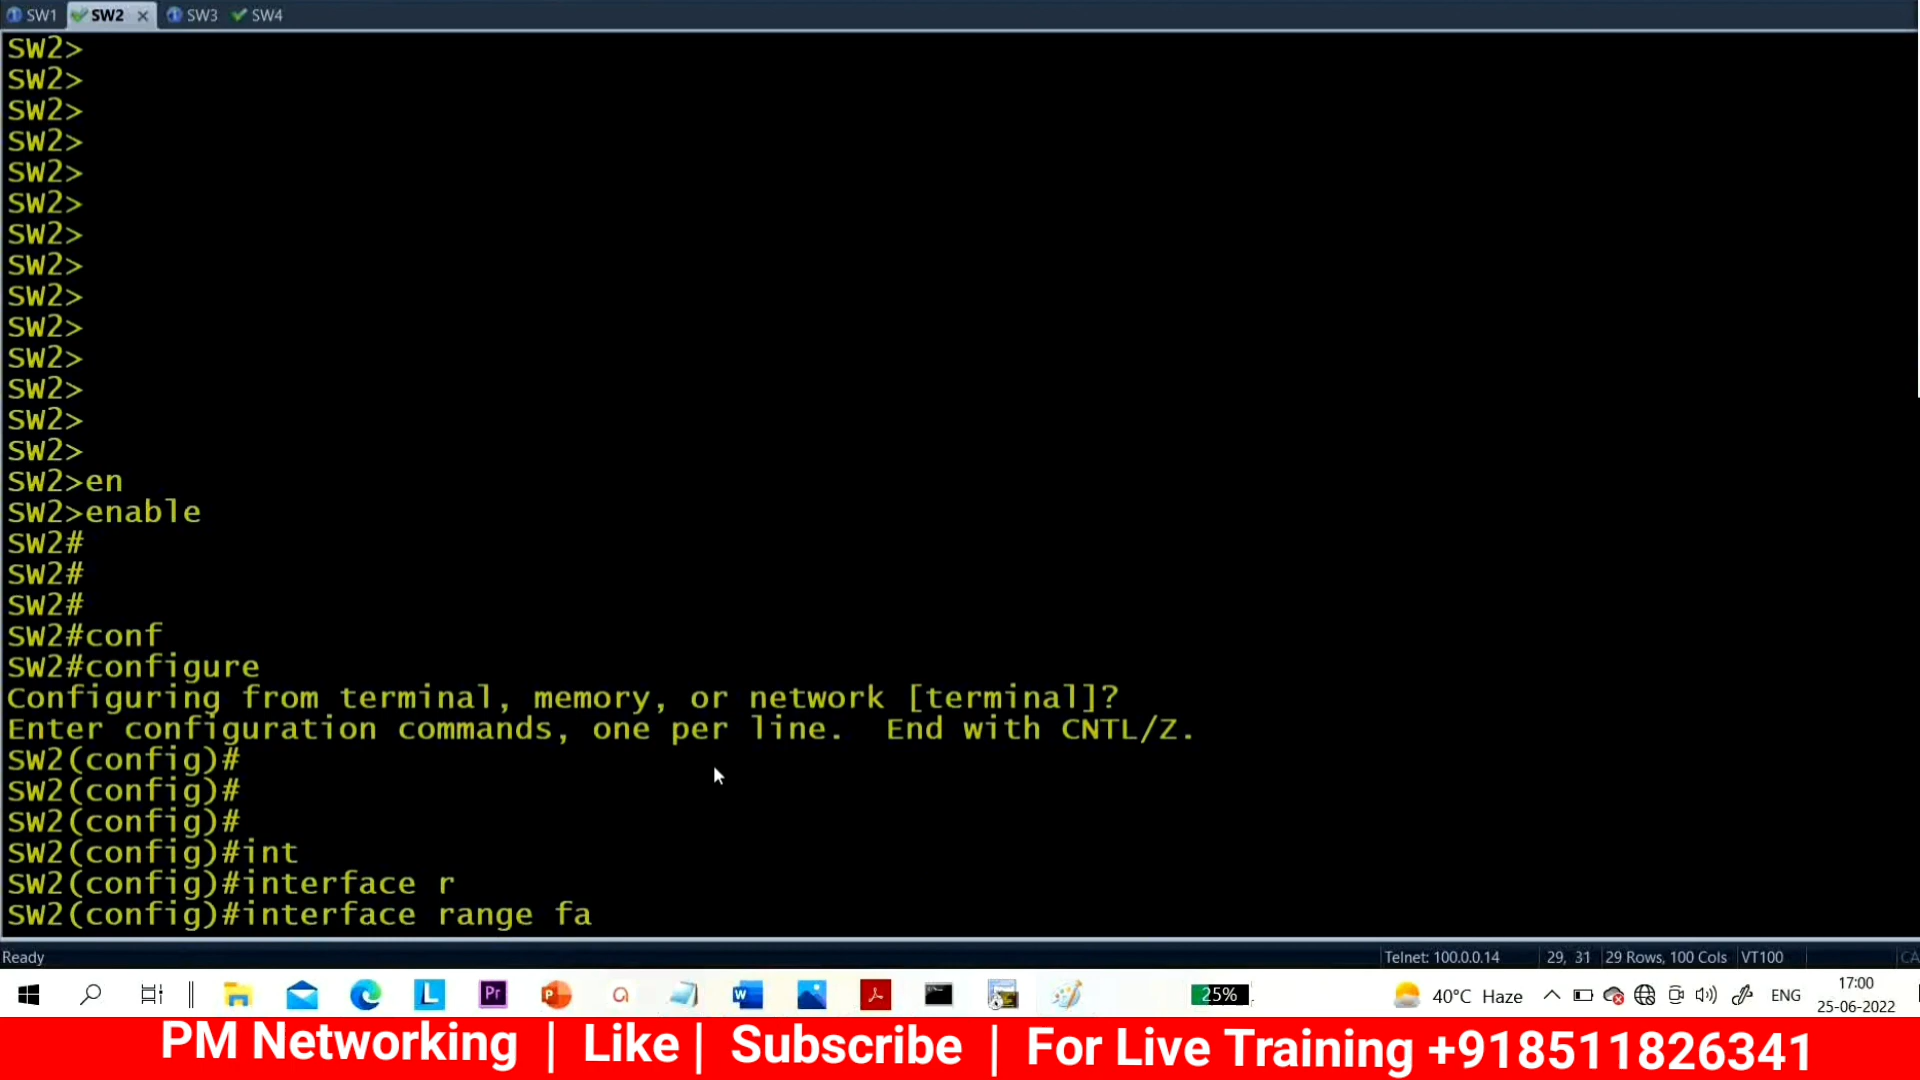 SW1 SW2 × SW3 SW4
SW2>
SW2>
SW2>
SW2>
SW2>
SW2>
SW2>
SW2>
SW2>
SW2>
SW2>
SW2>
SW2>
SW2>
SW2>en
SW2>enable
SW2#
SW2#
SW2#
SW2#conf
SW2#configure
Configuring from terminal, memory, or network [terminal]?
Enter configuration commands, one per line.  End with CNTL/Z.
SW2(config)#
SW2(config)#
SW2(config)#
SW2(config)#int
SW2(config)#interface r
SW2(config)#interface range fa
Ready Telnet: 100.0.0.14 29, 31 29 Rows, 100 Cols VT100 CA
L Pr P W 25% 40°C Haze ENG 17:00
25-06-2022
PM Networking | Like | Subscribe | For Live Training +918511826341